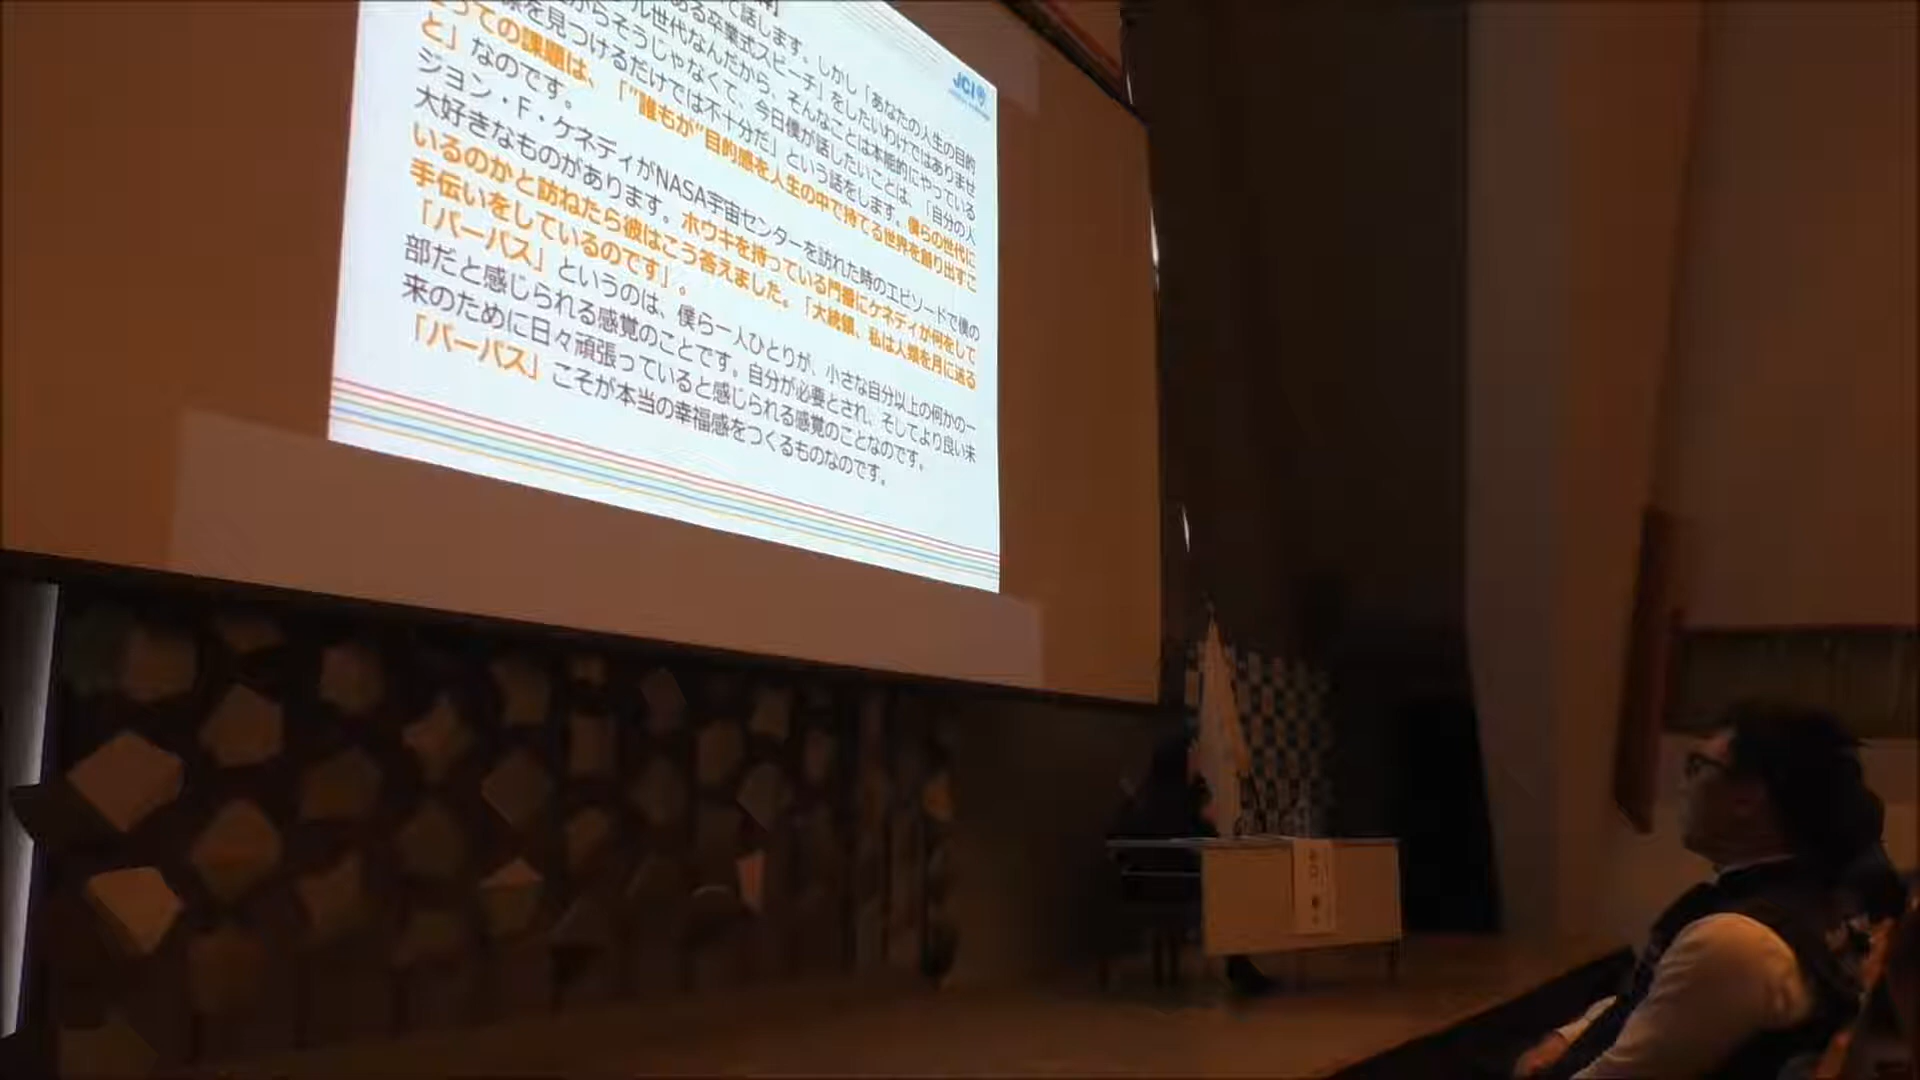 て話します。しかし「あなたの人生の目的
ある卒業式スピーチ」をしたいわけではありませ
ル世代なんだから、そんなことは本能的にやっている
からそうじゃなくて、今日僕が話したいことは、「自分の人
を見つけるだけでは不十分だ」という話をします。僕らの世代に
とっての課題は、「"誰もが"目的感を人生の中で持てる世界を創り出すこ
と」なのです。
ジョン・F・ケネディがNASA宇宙センターを訪れた時のエピソードで僕の
大好きなものがあります。ホウキを持っている門番にケネディが何をして
いるのかと訪ねたら彼はこう答えました。「大統領、私は人類を月に送る
手伝いをしているのです」。
「パーパス」というのは、僕ら一人ひとりが、小さな自分以上の何かの一
部だと感じられる感覚のことです。自分が必要とされ、そしてより良い未
来のために日々頑張っていると感じられる感覚のことなのです。
「パーパス」こそが本当の幸福感をつくるものなのです。
JCI